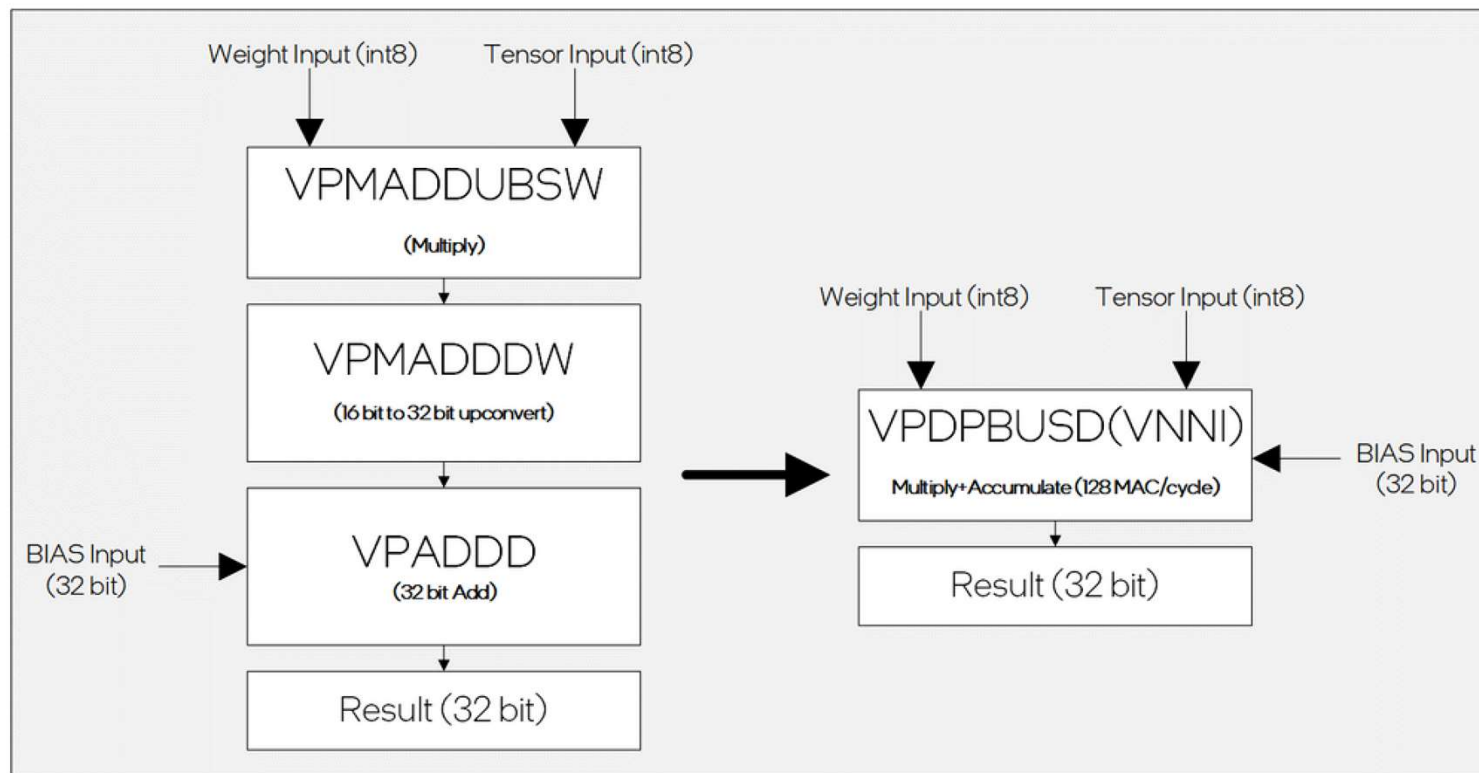 Weight Input (int8)
Tensor Input (int8)
VPMADDUBSW
(Multiply)
VPMADDDW
(16 bit to 32 bit upconvert)
BIAS Input
(32 bit)
VPADDD
(32 bit Add)
Result (32 bit)
Weight Input (int8)
Tensor Input (int8)
VPDPBUSD(VNNI)
Multiply+Accumulate (128 MAC/cycle)
BIAS Input
(32 bit)
Result (32 bit)